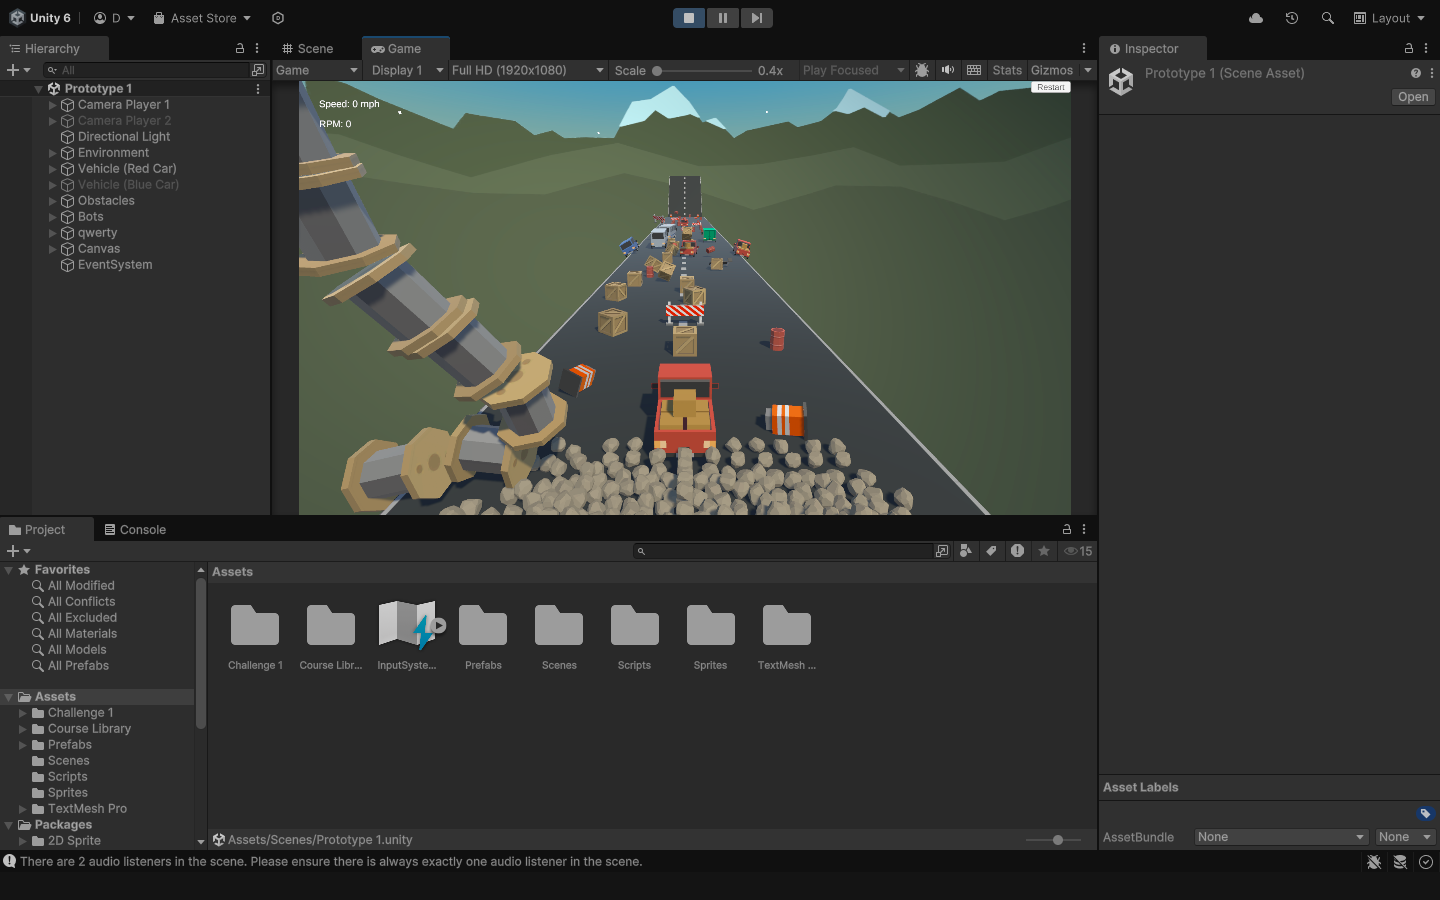 Unity 6
D
Asset Store
Layout
Hierarchy
All
Prototype 1
Camera Player 1
Camera Player 2
Directional Light
Environment
Vehicle (Red Car)
Vehicle (Blue Car)
Obstacles
Bots
qwerty
Canvas
EventSystem
Scene
Game
Game
Display 1
Full HD (1920x1080)
Scale
0.4x
Play Focused
Stats
Gizmos
Speed: 0 mph
RPM: 0
Restart
Inspector
Prototype 1 (Scene Asset)
Open
Project
Console
15
Favorites
All Modified
All Conflicts
All Excluded
All Materials
All Models
All Prefabs
Assets
Challenge 1
Course Library
Prefabs
Scenes
Scripts
Sprites
TextMesh Pro
Packages
2D Sprite
Assets
Challenge 1
Course Libr...
InputSyste...
Prefabs
Scenes
Scripts
Sprites
TextMesh ...
Assets/Scenes/Prototype 1.unity
Asset Labels
AssetBundle
None
None
There are 2 audio listeners in the scene. Please ensure there is always exactly one audio listener in the scene.